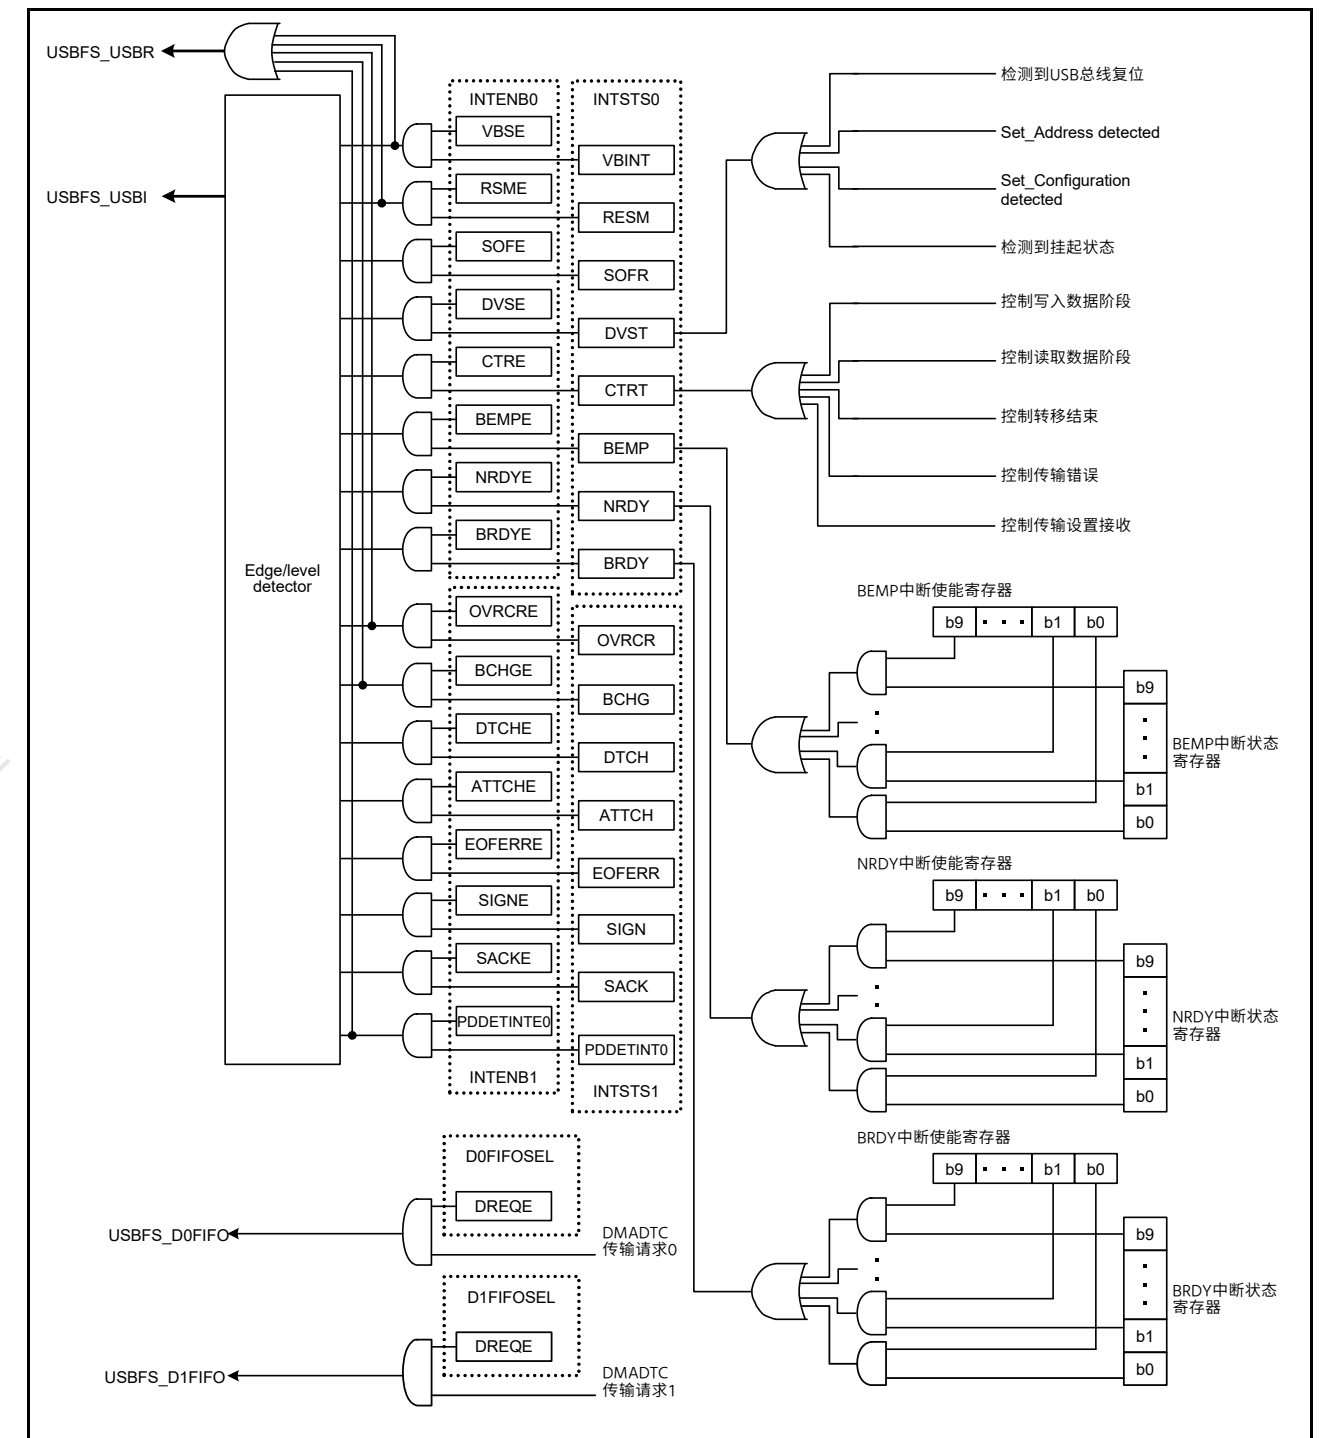 USBFS_USBR
USBFS_USBI
Edge/level
detector
INTENB0
VBSE
RSME
SOFE
DVSE
CTRE
BEMPE
NRDYE
BRDYE
INTSTS0
VBINT
RESM
SOFR
DVST
CTRT
BEMP
NRDY
BRDY
OVRCRE
BCHGE
DTCHE
ATTCHE
EOFERRE
SIGNE
SACKE
PDDETINTE0
INTENB1
OVRCR
BCHG
DTCH
ATTCH
EOFERR
SIGN
SACK
PDDETINT0
INTSTS1
检测到USB总线复位
Set_Address detected
Set_Configuration
detected
检测到挂起状态
控制写入数据阶段
控制读取数据阶段
控制转移结束
控制传输错误
控制传输设置接收
BEMP中断使能寄存器
b9 · · · b1 b0
b9
·
·
·
b1
b0
BEMP中断状态
寄存器
NRDY中断使能寄存器
b9 · · · b1 b0
b9
·
·
·
b1
b0
NRDY中断状态
寄存器
BRDY中断使能寄存器
b9 · · · b1 b0
b9
·
·
·
b1
b0
BRDY中断状态
寄存器
D0FIFOSEL
DREQE
USBFS_D0FIFO
DMADTC
传输请求0
D1FIFOSEL
DREQE
USBFS_D1FIFO
DMADTC
传输请求1